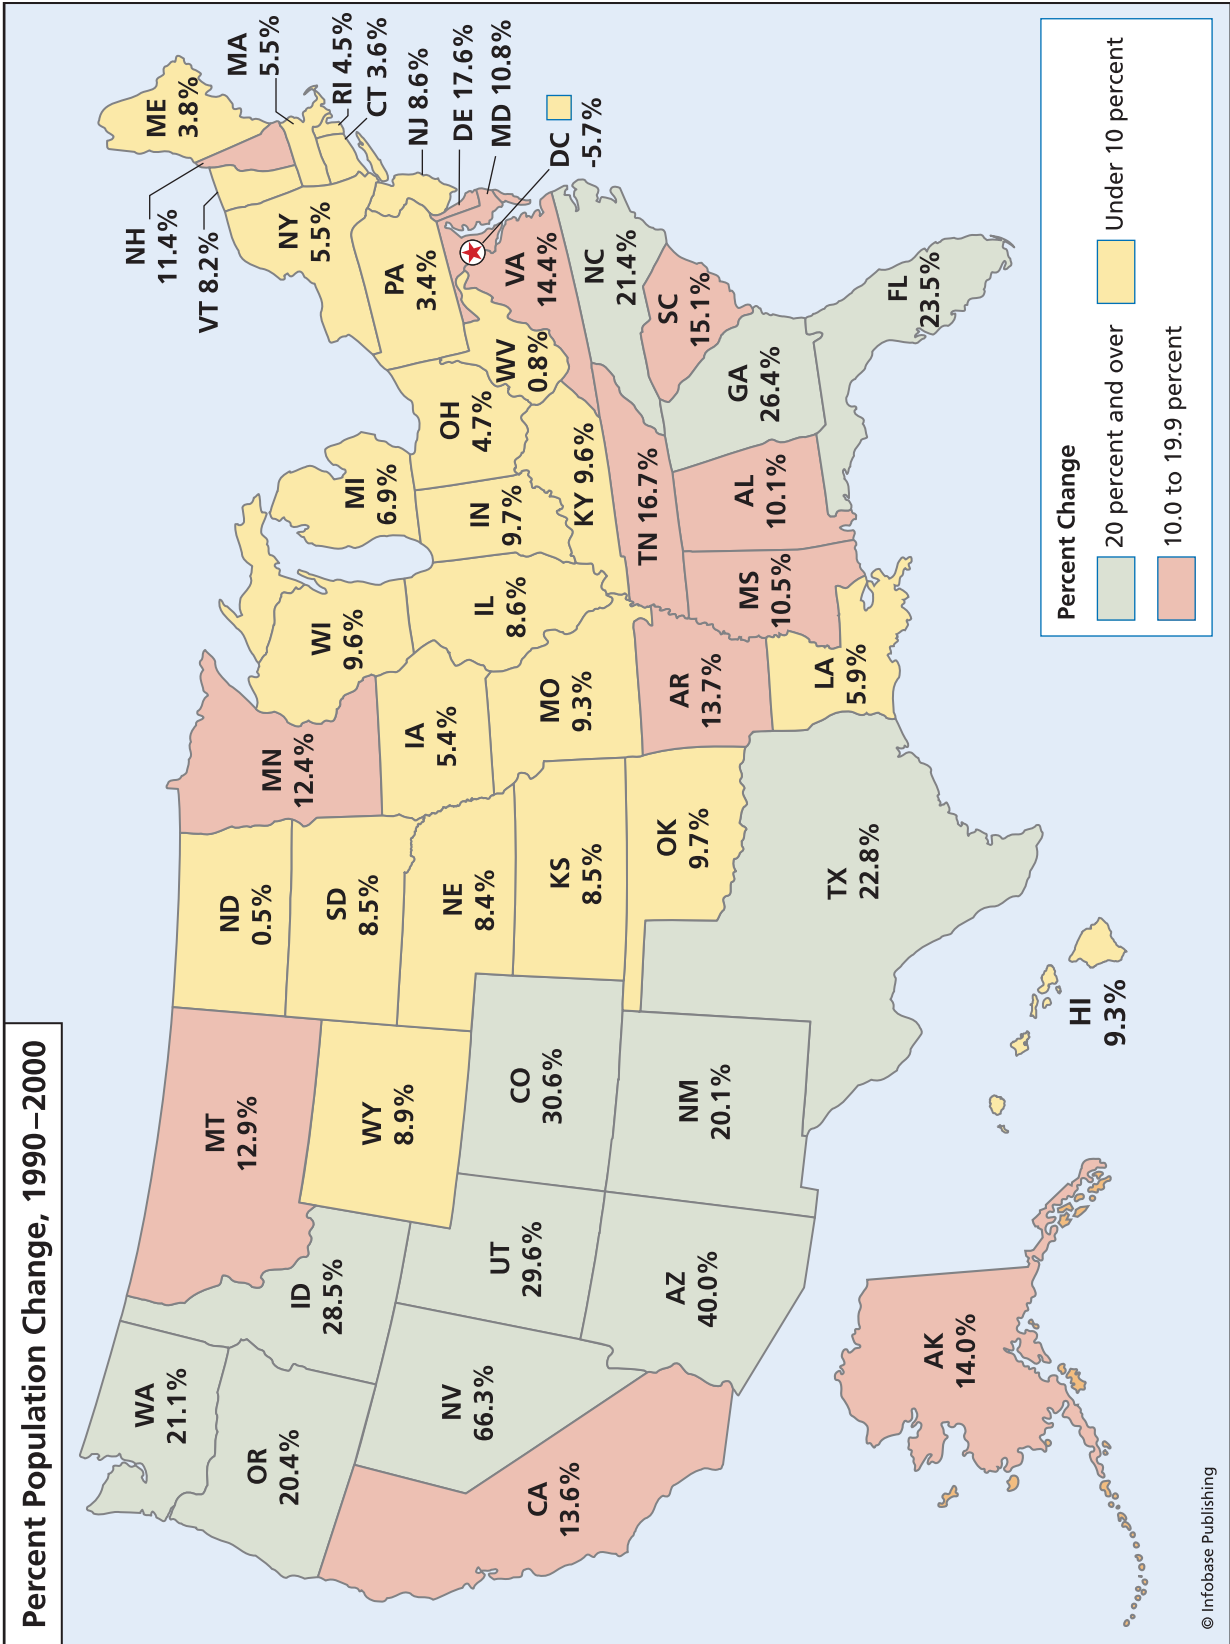 Percent Population Change, 1990–2000
WA
21.1%
OR
20.4%
CA
13.6%
NV
66.3%
ID
28.5%
MT
12.9%
WY
8.9%
UT
29.6%
AZ
40.0%
CO
30.6%
NM
20.1%
ND
0.5%
SD
8.5%
NE
8.4%
KS
8.5%
OK
9.7%
TX
22.8%
MN
12.4%
IA
5.4%
MO
9.3%
AR
13.7%
LA
5.9%
WI
9.6%
IL
8.6%
MS
10.5%
MI
6.9%
IN
9.7%
KY 9.6%
TN 16.7%
AL
10.1%
OH
4.7%
WV
0.8%
GA
26.4%
FL
23.5%
SC
15.1%
NC
21.4%
VA
14.4%
PA
3.4%
NY
5.5%
VT 8.2%
NH
11.4%
ME
3.8%
MA
5.5%
RI 4.5%
CT 3.6%
NJ 8.6%
DE 17.6%
MD 10.8%
DC
-5.7%
AK
14.0%
HI
9.3%
Percent Change
20 percent and over
Under 10 percent
10.0 to 19.9 percent
© Infobase Publishing